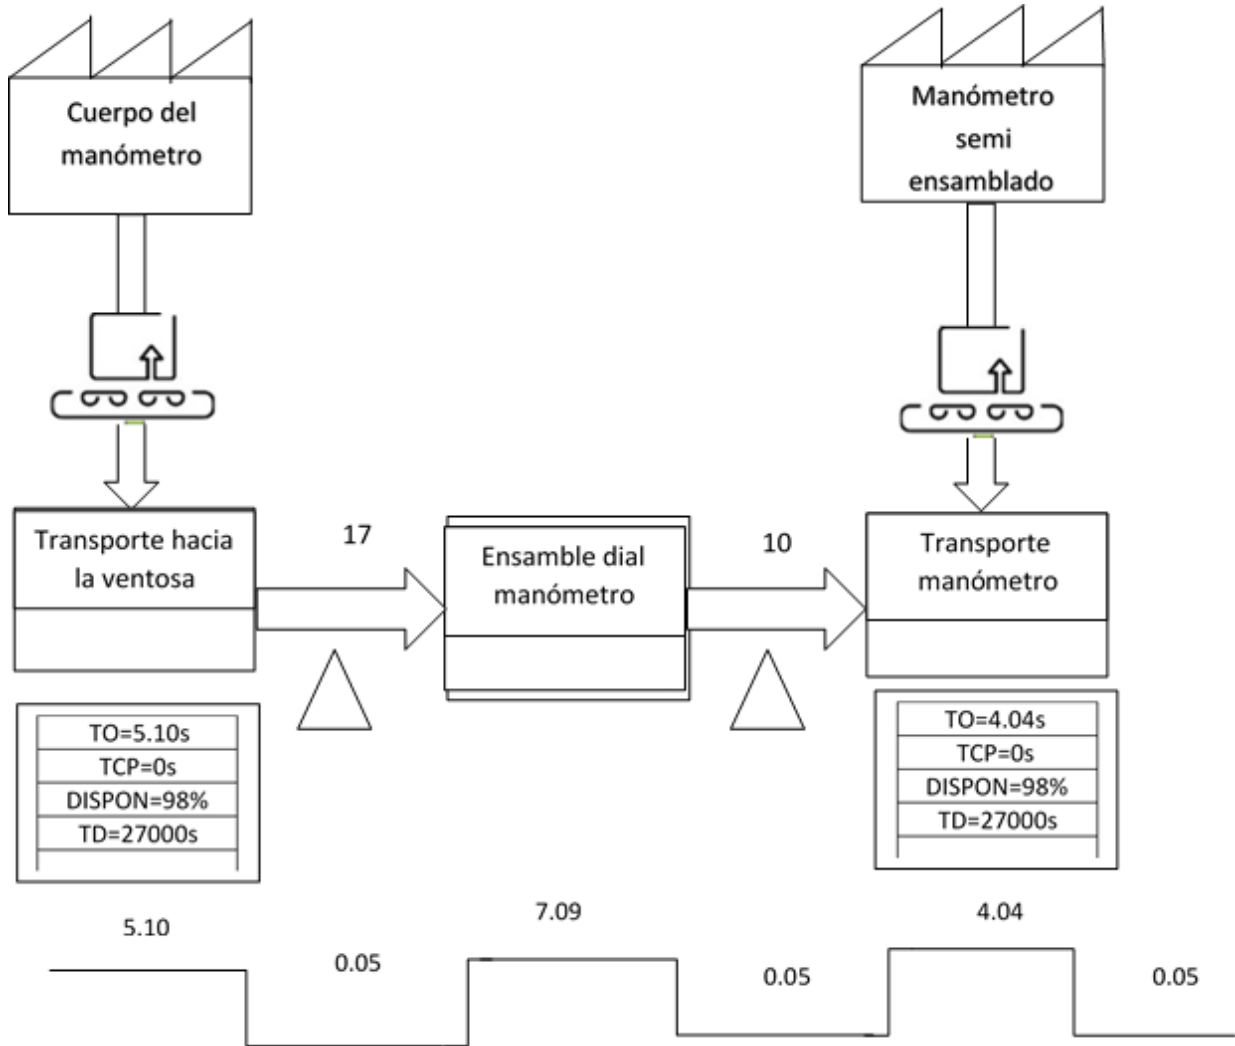 Cuerpo del
manómetro
Manómetro
semi
ensamblado
Transporte hacia
la ventosa
17
Ensamble dial
manómetro
10
Transporte
manómetro
TO=5.10s
TCP=0s
DISPON=98%
TD=27000s
TO=4.04s
TCP=0s
DISPON=98%
TD=27000s
5.10
0.05
7.09
0.05
4.04
0.05